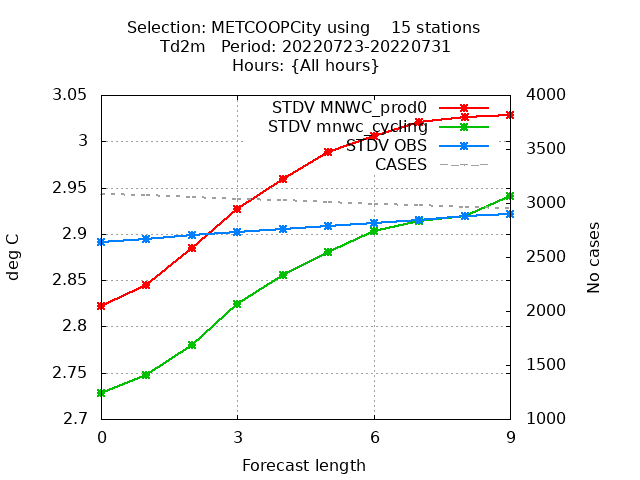 Selection: METCOOPCity using    15 stations
Td2m   Period: 20220723-20220731
Hours: {All hours}
3.05
3
2.95
2.9
2.85
2.8
2.75
2.7
deg C
STDV MNWC_prod0
STDV mnwc_cycling
STDV OBS
CASES
4000
3500
3000
2500
2000
1500
1000
No cases
0 3 6 9
Forecast length